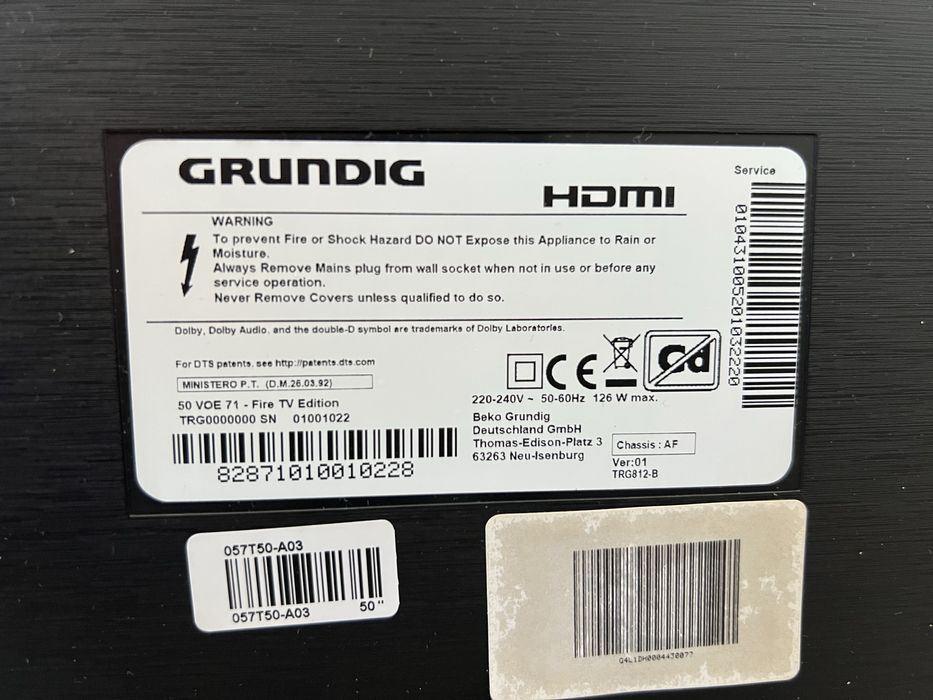 GRUNDIG
HDMI
Service
WARNING
To prevent Fire or Shock Hazard DO NOT Expose this Appliance to Rain or
Moisture.
Always Remove Mains plug from wall socket when not in use or before any
service operation.
Never Remove Covers unless qualified to do so.
Dolby, Dolby Audio, and the double-D symbol are trademarks of Dolby Laboratories.
For DTS patents, see http://patents.dts.com
MINISTERO P.T. (D.M.26.03.92)
50 VOE 71 - Fire TV Edition
TRG0000000 SN 01001022
82871010010228
CE
Cd
220-240V ~ 50-60Hz 126 W max.
Beko Grundig
Deutschland GmbH
Thomas-Edison-Platz 3
63263 Neu-Isenburg
Chassis : AF
Ver:01
TRG812-B
010431005201032220
057T50-A03
057T50-A03 50"
Q4L1DH0004430077